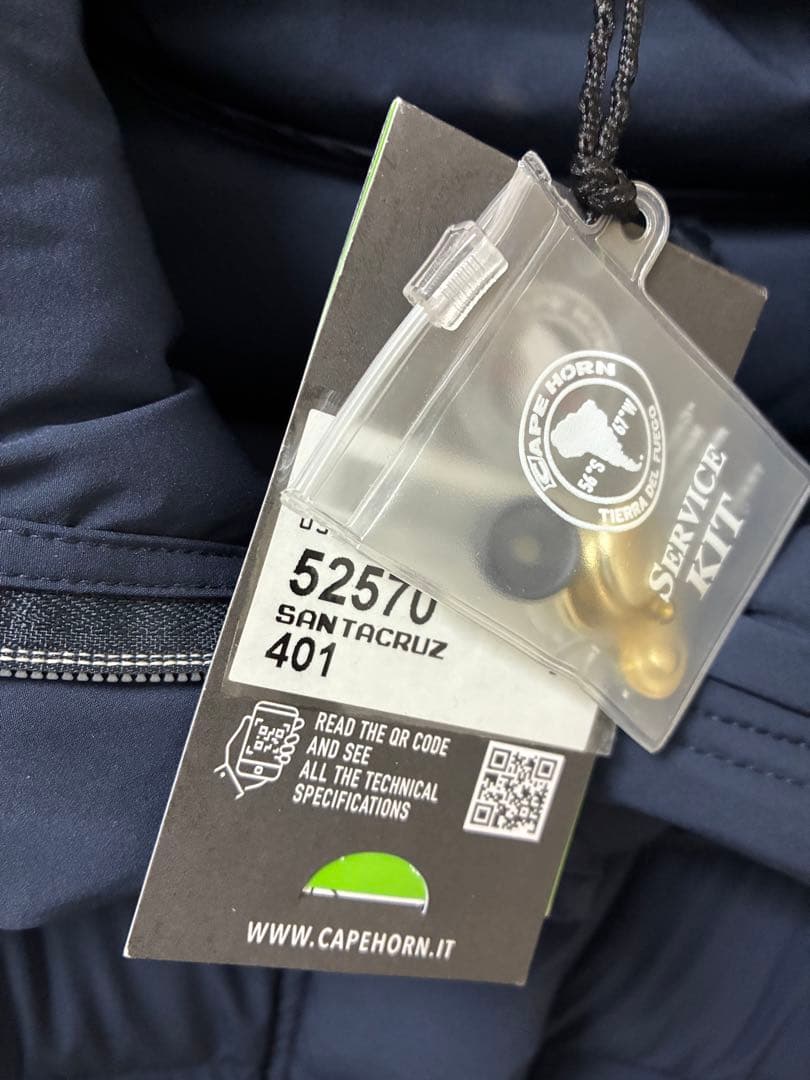 CAPE HORN
67°W
56°S
TIERRA DEL FUEGO
SERVICE
KIT
52570
SANTACRUZ
401
READ THE QR CODE
AND SEE
ALL THE TECHNICAL
SPECIFICATIONS
WWW.CAPEHORN.IT